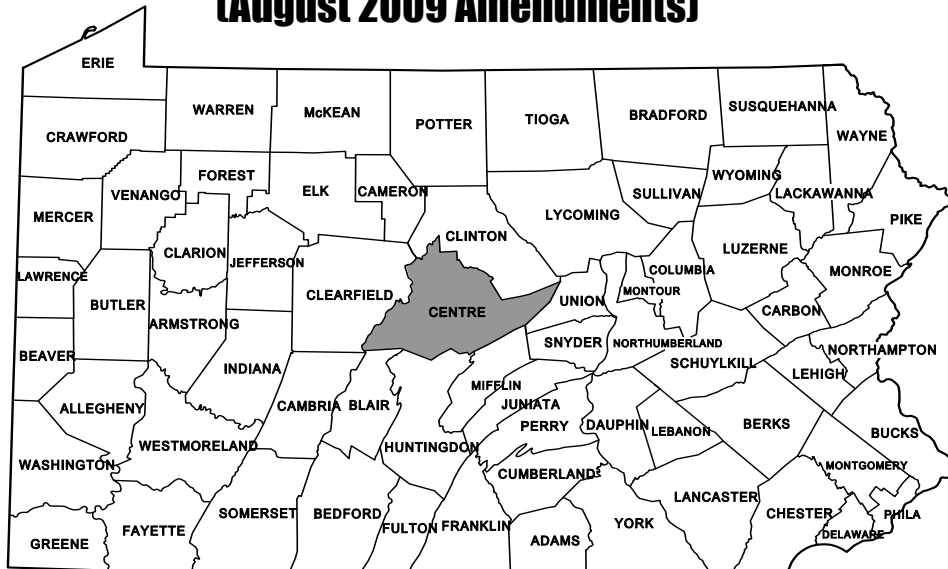 (August 2009 Amendments)
ERIE
WARREN
McKEAN
POTTER
TIOGA
BRADFORD
SUSQUEHANNA
WAYNE
CRAWFORD
FOREST
VENANGO
ELK
CAMERON
SULLIVAN
WYOMING
LACKAWANNA
MERCER
LYCOMING
PIKE
CLARION
JEFFERSON
CLINTON
LUZERNE
LAWRENCE
COLUMBIA
MONROE
BUTLER
CLEARFIELD
CENTRE
UNION
MONTOUR
CARBON
ARMSTRONG
SNYDER
NORTHUMBERLAND
BEAVER
INDIANA
SCHUYLKILL
NORTHAMPTON
LEHIGH
MIFFLIN
ALLEGHENY
CAMBRIA
BLAIR
JUNIATA
PERRY
DAUPHIN
LEBANON
BERKS
BUCKS
WESTMORELAND
HUNTINGDON
WASHINGTON
CUMBERLAND
MONTGOMERY
LANCASTER
SOMERSET
BEDFORD
FULTON
FRANKLIN
YORK
CHESTER
PHILA
GREENE
FAYETTE
ADAMS
DELAWARE